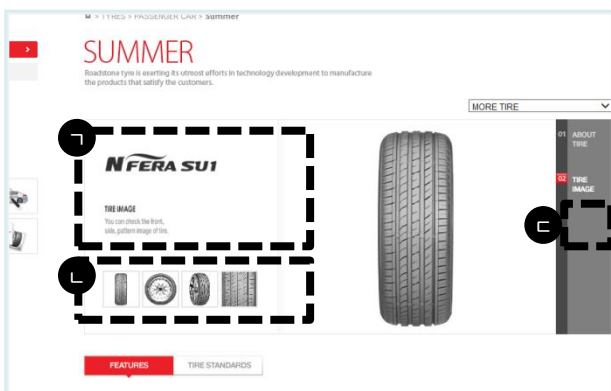 > TYRES > PASSENGER CAR > Summer
SUMMER
Roadstone tyre is exerting its utmost efforts in technology development to manufacture
the products that satisfy the customers.
MORE TIRE
ㄱ
N FERA SU1
TIRE IMAGE
You can check the front,
side, pattern image of tire.
ㄴ
01 ABOUT
TIRE
02 TIRE
IMAGE
ㄷ
FEATURES
TIRE STANDARDS